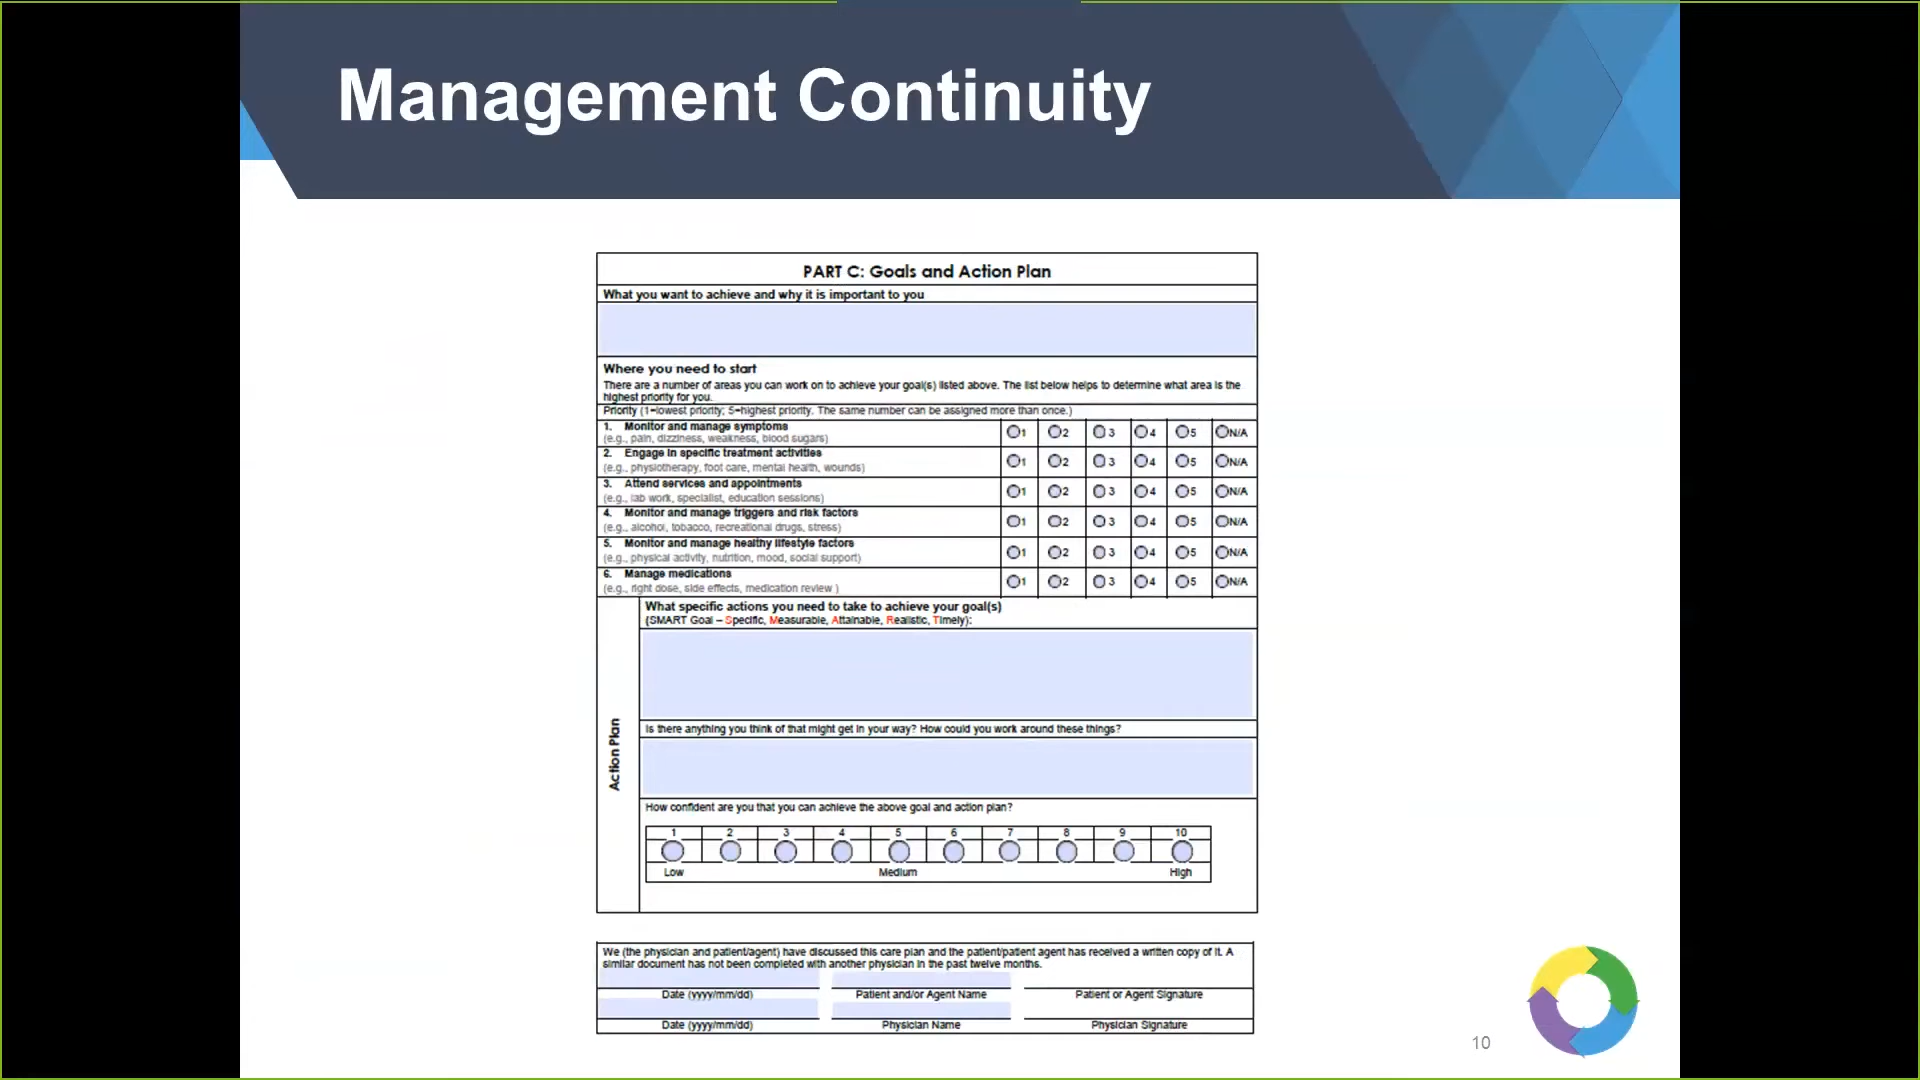 Management Continuity
PART C: Goals and Action Plan
What you want to achieve and why it is important to you
Where you need to start
There are a number of areas you can work on to achieve your goal(s) listed above. The list below helps to determine what area is the
highest priority for you.
Priority (1=lowest priority; 5=highest priority. The same number can be assigned more than once.)
1. Monitor and manage symptoms
(e.g., pain, dizziness, weakness, blood sugars)
1 2 3 4 5 N/A
2. Engage in specific treatment activities
(e.g., physiotherapy, foot care, mental health, wounds)
1 2 3 4 5 N/A
3. Attend services and appointments
(e.g., lab work, specialist, education sessions)
1 2 3 4 5 N/A
4. Monitor and manage triggers and risk factors
(e.g., alcohol, tobacco, recreational drugs, stress)
1 2 3 4 5 N/A
5. Monitor and manage healthy lifestyle factors
(e.g., physical activity, nutrition, mood, social support)
1 2 3 4 5 N/A
6. Manage medications
(e.g., right dose, side effects, medication review )
1 2 3 4 5 N/A
Action Plan
What specific actions you need to take to achieve your goal(s)
(SMART Goal – Specific, Measurable, Attainable, Realistic, Timely):
Is there anything you think of that might get in your way? How could you work around these things?
How confident are you that you can achieve the above goal and action plan?
1 2 3 4 5 6 7 8 9 10
Low Medium High
We (the physician and patient/agent) have discussed this care plan and the patient/patient agent has received a written copy of it. A
similar document has not been completed with another physician in the past twelve months.
Date (yyyy/mm/dd) Patient and/or Agent Name Patient or Agent Signature
Date (yyyy/mm/dd) Physician Name Physician Signature
10